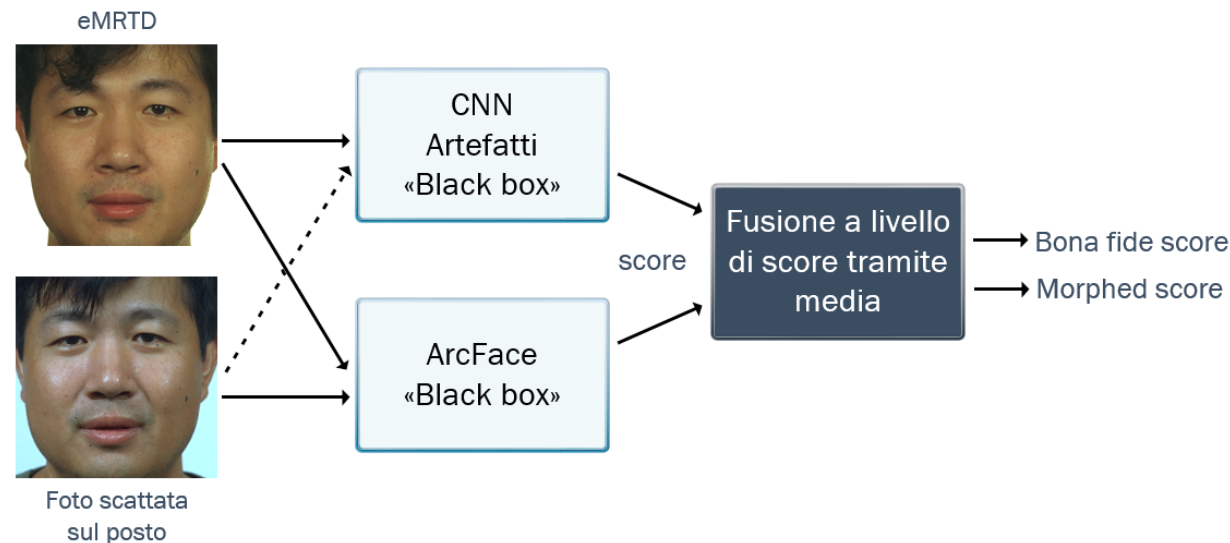 eMRTD
CNN
Artefatti
«Black box»
Fusione a livello
di score tramite
media
score
Bona fide score
Morphed score
ArcFace
«Black box»
Foto scattata
sul posto